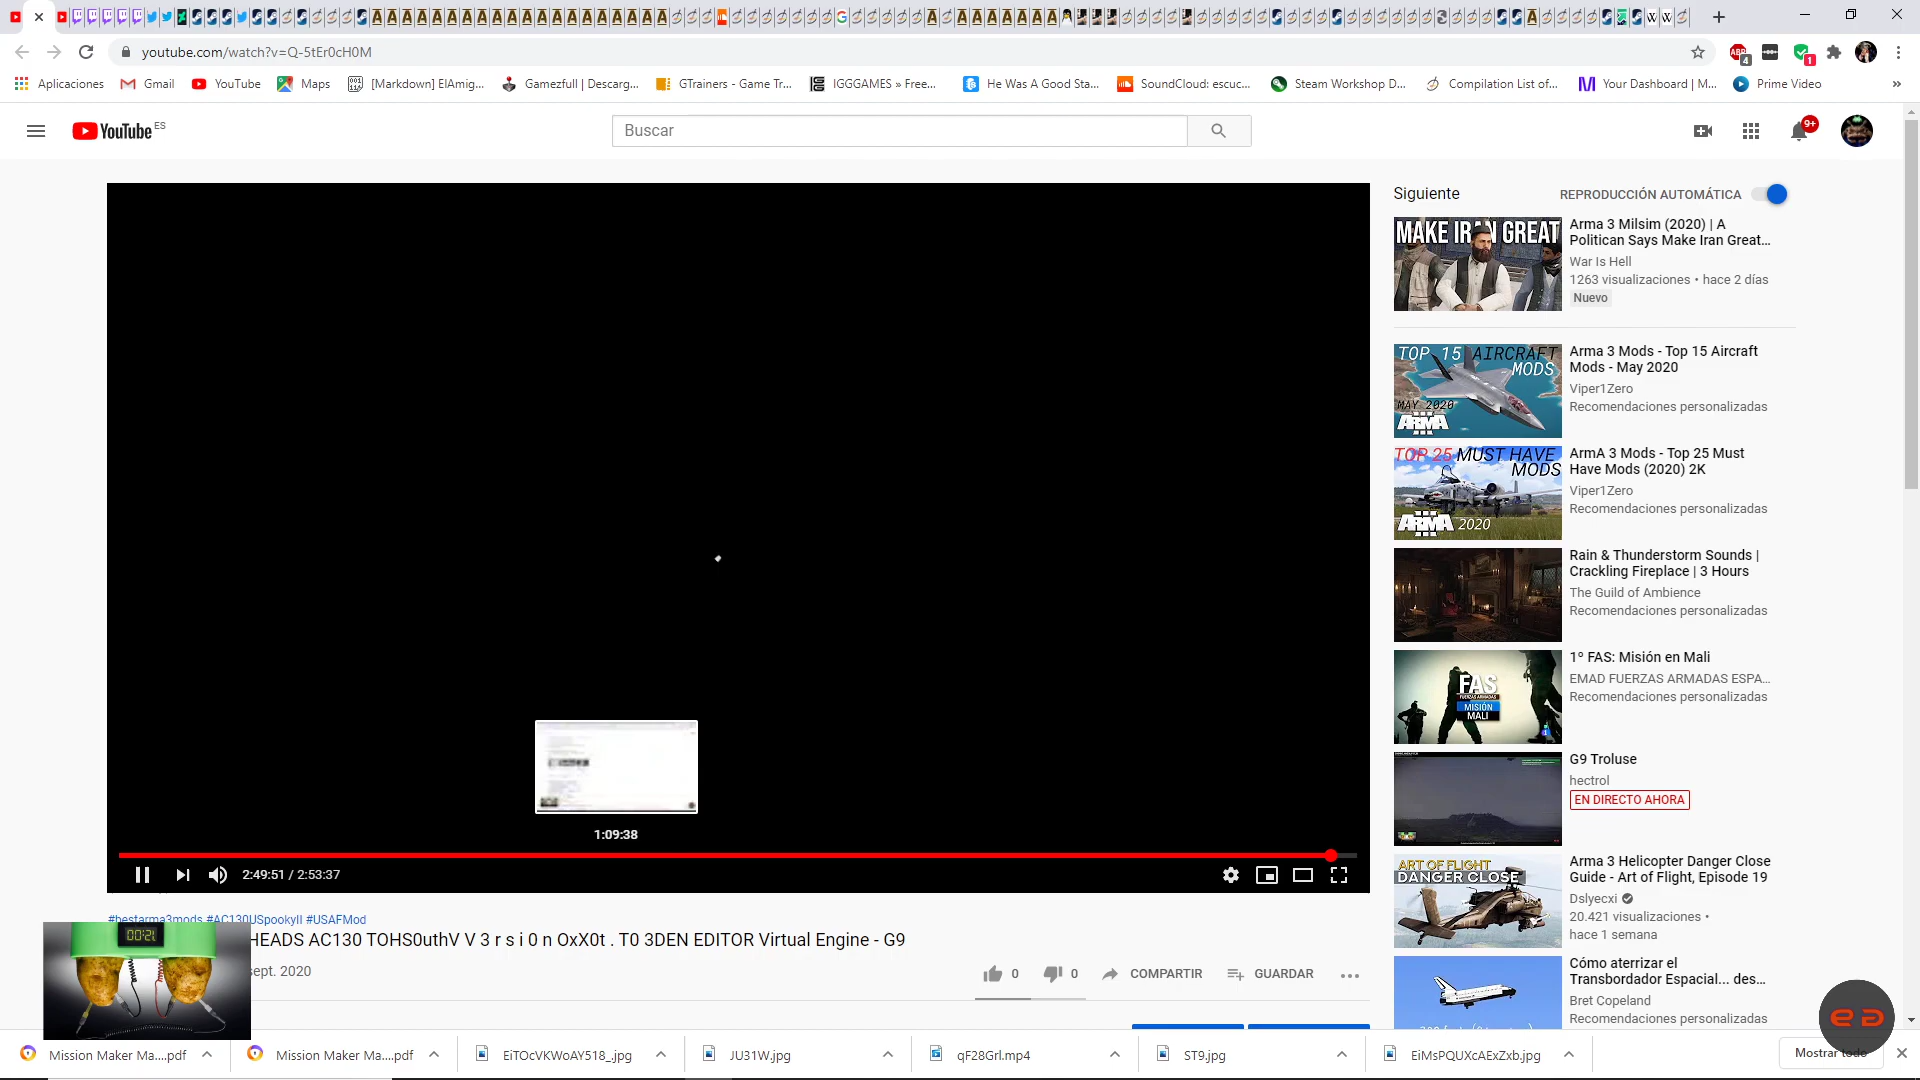 youtube.com/watch?v=Q-5tEr0cH0M
ABP
4
1
Aplicaciones
Gmail
YouTube
Maps
[Markdown] ElAmig...
Gamezfull | Descarg...
GTrainers - Game Tr...
IGGGAMES » Free...
He Was A Good Sta...
SoundCloud: escuc...
Steam Workshop D...
Compilation List of...
Your Dashboard | M...
Prime Video
»
YouTube ES
Buscar
9+
Siguiente
REPRODUCCIÓN AUTOMÁTICA
MAKE IRAN GREAT
Arma 3 Milsim (2020) | A
Politican Says Make Iran Great...
War Is Hell
1263 visualizaciones • hace 2 días
Nuevo
TOP 15 AIRCRAFT
MODS
MAY 2020
ARMA
Arma 3 Mods - Top 15 Aircraft
Mods - May 2020
Viper1Zero
Recomendaciones personalizadas
TOP 25 MUST HAVE
MODS
ARMA 2020
ArmA 3 Mods - Top 25 Must
Have Mods (2020) 2K
Viper1Zero
Recomendaciones personalizadas
Rain & Thunderstorm Sounds |
Crackling Fireplace | 3 Hours
The Guild of Ambience
Recomendaciones personalizadas
FAS
FUERZAS ARMADAS
MISIÓN
MALI
1º FAS: Misión en Mali
EMAD FUERZAS ARMADAS ESPA...
Recomendaciones personalizadas
G9 Troluse
hectrol
EN DIRECTO AHORA
ART OF FLIGHT
DANGER CLOSE
Arma 3 Helicopter Danger Close
Guide - Art of Flight, Episode 19
Dslyecxi
20.421 visualizaciones •
hace 1 semana
Cómo aterrizar el
Transbordador Espacial... des...
Bret Copeland
Recomendaciones personalizadas
1:09:38
2:49:51 / 2:53:37
#bestarma3mods #AC130USpookyII #USAFMod
HEADS AC130 TOHS0uthV V 3 r s i 0 n OxX0t . T0 3DEN EDITOR Virtual Engine - G9
sept. 2020
0
0
COMPARTIR
GUARDAR
00:21
Mission Maker Ma....pdf
Mission Maker Ma....pdf
EiTOcVKWoAY518_.jpg
JU31W.jpg
qF28Grl.mp4
ST9.jpg
EiMsPQUXcAExZxb.jpg
Mostrar todo